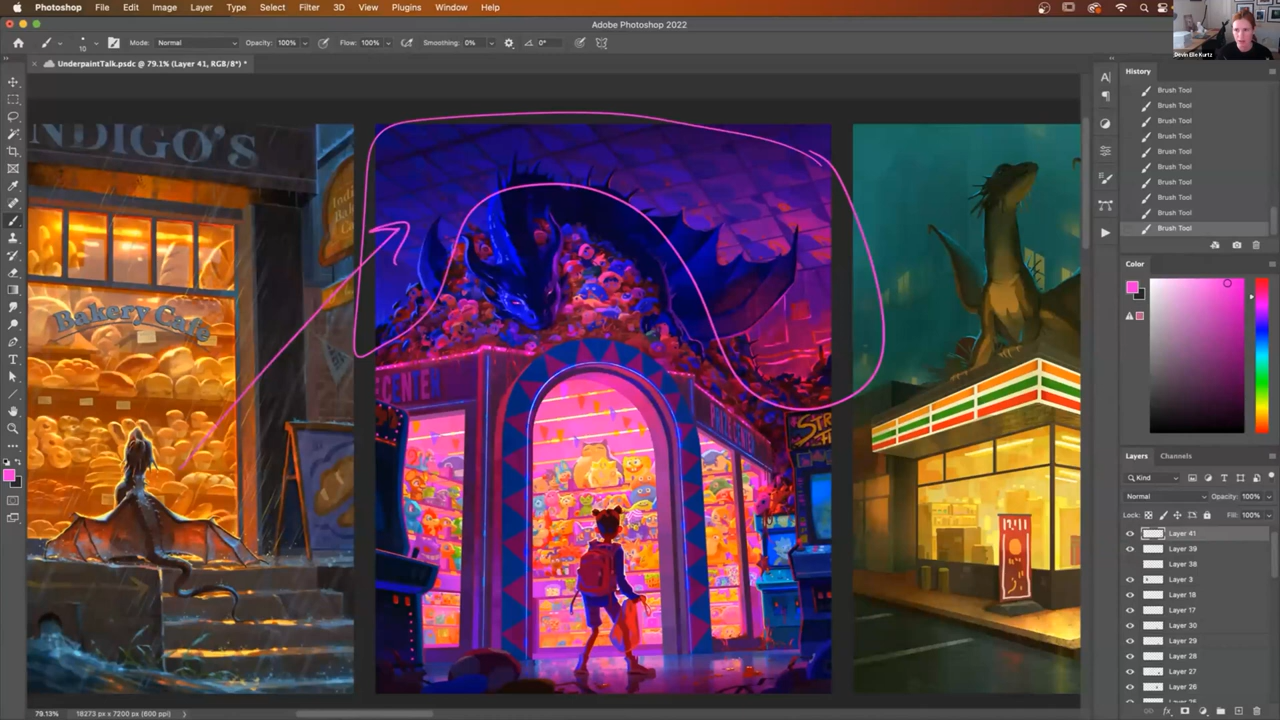 Photoshop File Edit Image Layer Type Select Filter 3D View Plugins Window Help
Adobe Photoshop 2022
Devin Elle Kurtz
10 Mode: Normal Opacity: 100% Flow: 100% Smoothing: 0% 0°
UnderpaintTalk.psdc @ 79.1% (Layer 41, RGB/8*) *
History
Brush Tool
Brush Tool
Brush Tool
Brush Tool
Brush Tool
Brush Tool
Brush Tool
Brush Tool
Brush Tool
Brush Tool
Color
Layers Channels
Kind
Normal Opacity: 100%
Lock: Fill: 100%
Layer 41
Layer 39
Layer 38
Layer 3
Layer 18
Layer 17
Layer 30
Layer 29
Layer 28
Layer 27
Layer 26
NDIGO'S
Bakery Cafe
79.13% 18273 px x 7200 px (600 ppi)